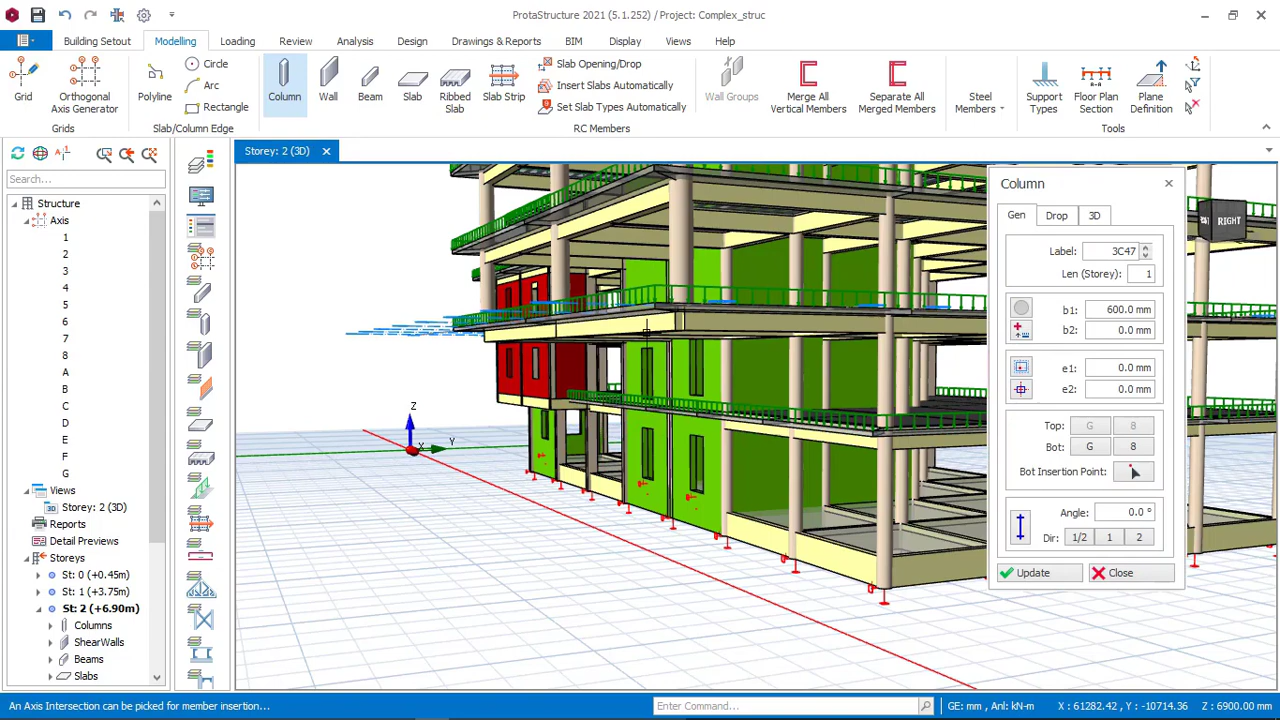 ProtaStructure 2021 (5.1.252) / Project: Complex_struc
Building Setout Modelling Loading Review Analysis Design Drawings & Reports BIM Display Views Help
Grid
Orthogonal Axis Generator
Grids
Polyline
Circle
Arc
Rectangle
Slab/Column Edge
Column
Wall
Beam
Slab
Ribbed Slab
Slab Strip
Slab Opening/Drop
Insert Slabs Automatically
Set Slab Types Automatically
RC Members
Wall Groups
Merge All Vertical Members
Separate All Merged Members
Steel Members
Support Types
Floor Plan Section
Plane Definition
Tools
Storey: 2 (3D)
Search...
Structure
Axis
1
2
3
4
5
6
7
8
A
B
C
D
E
F
G
Views
Storey: 2 (3D)
Reports
Detail Previews
Storeys
St: 0 (+0.45m)
St: 1 (+3.75m)
St: 2 (+6.90m)
Columns
ShearWalls
Beams
Slabs
Z
X
Y
RIGHT
Column
Gen Drop 3D
Label: 3C47
Len (Storey): 1
b1: 600.0 mm
b2: 0.0 mm
e1: 0.0 mm
e2: 0.0 mm
Top: G 8
Bot: G 8
Bot Insertion Point:
Angle: 0.0 °
Dir: 1/2 1 2
Update Close
An Axis Intersection can be picked for member insertion...
Enter Command...
GE: mm, Anl: kN-m
X : 61282.42, Y : -10714.36
Z : 6900.00 mm